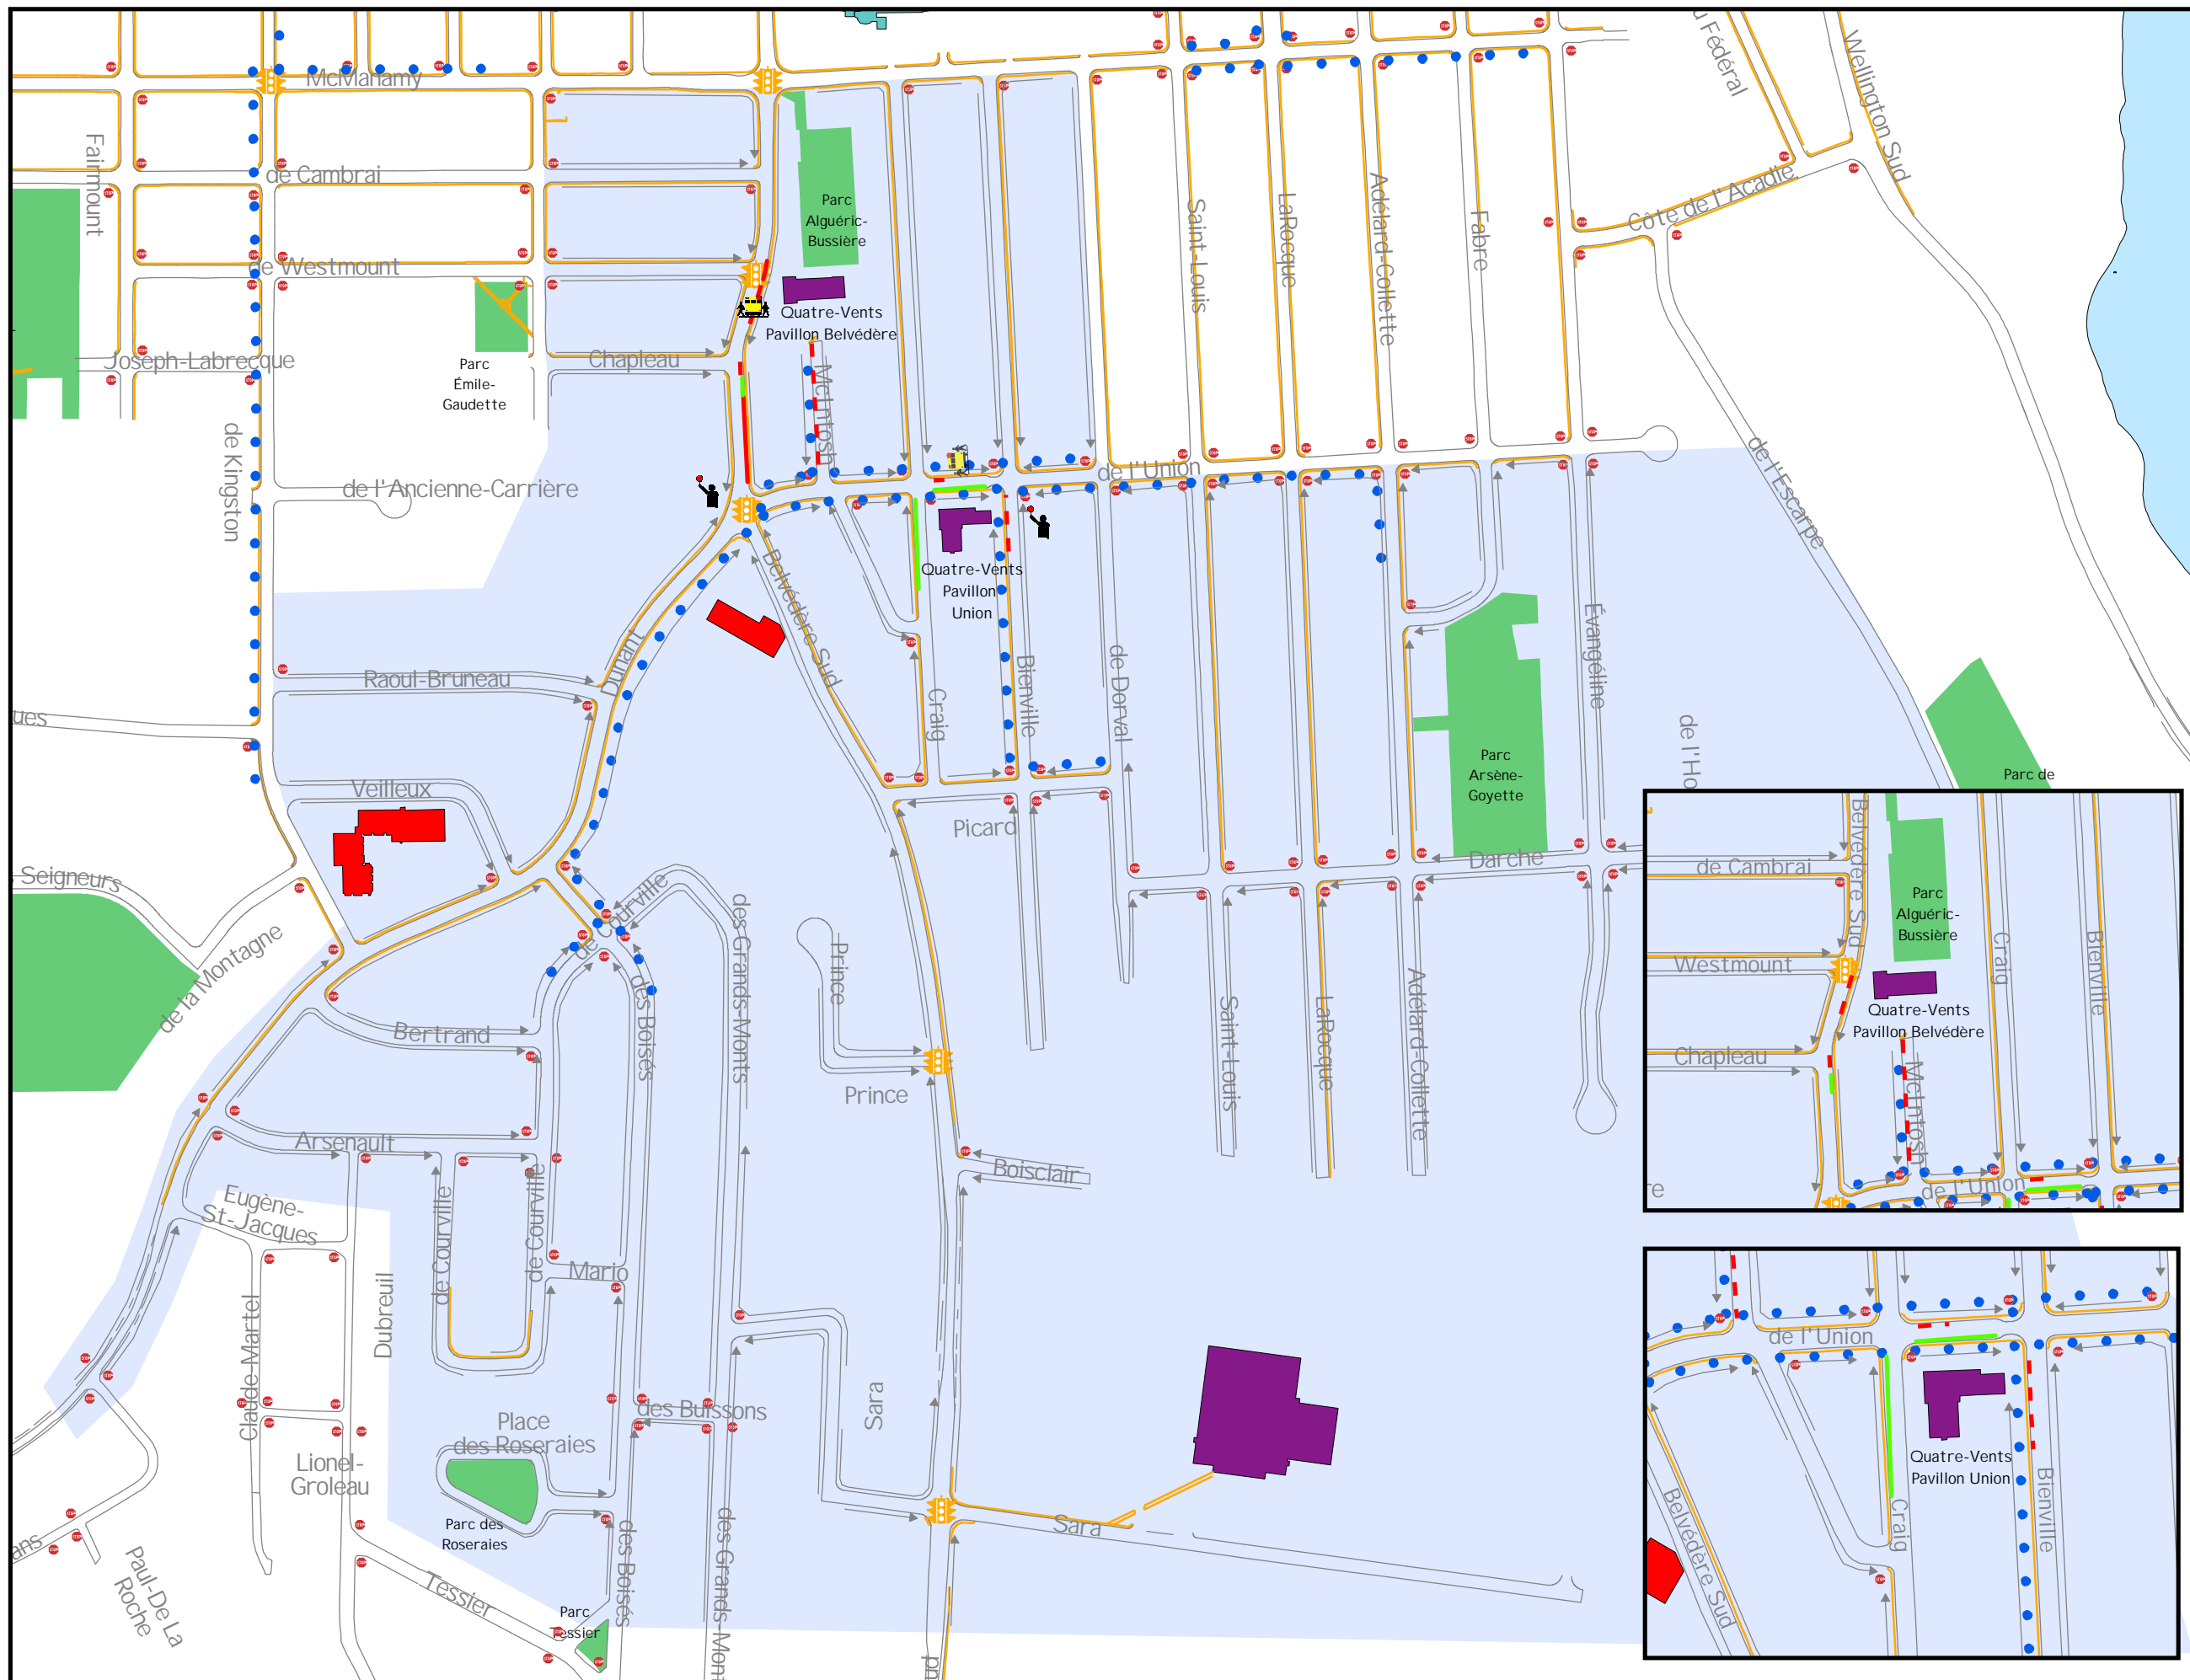 McManamy
Fairmount
de Cambrai
de Westmount
Joseph-Labrecque
Parc
Émile-
Gaudette
Chapleau
Parc
Alguéric-
Bussière
Quatre-Vents
Pavillon Belvédère
McIntosh
Saint-Louis
LaRocque
Adélard-Collette
Fabre
u Fédéral
Wellington Sud
Côte de l'Acadie
de Kingston
de l'Ancienne-Carrière
de l'Union
de l'Escarpe
Quatre-Vents
Pavillon
Union
Belvédère Sud
Dunant
Raoul-Bruneau
ues
Veilleux
Craig
Bienville
de Dorval
Évangéline
Parc
Arsène-
Goyette
de l'Ho
Parc de
Picard
Darche
Seigneurs
de la Montagne
de Courville
des Grands-Monts
Prince
Prince
des Boisés
Bertrand
Arsenault
Saint-Louis
LaRocque
Adélard-Collette
Boisclair
Eugène-
St-Jacques
de Courville
de Courville
Mario
Dubreuil
Claude-Martel
des Buissons
Sara
Place
des Roseraies
Lionel-
Groleau
Parc des
Roseraies
Sara
ans
Paul-De La
Roche
Tessier
Parc
Tessier
des Boisés
des Grands-Mon
Belvédère Sud
de Cambrai
Parc
Alguéric-
Bussière
Craig
Bienville
Westmount
Quatre-Vents
Pavillon Belvédère
Chapleau
McIntosh
re
de l'Union
de l'Union
Quatre-Vents
Pavillon Union
Craig
Bienville
Belvédère Sud